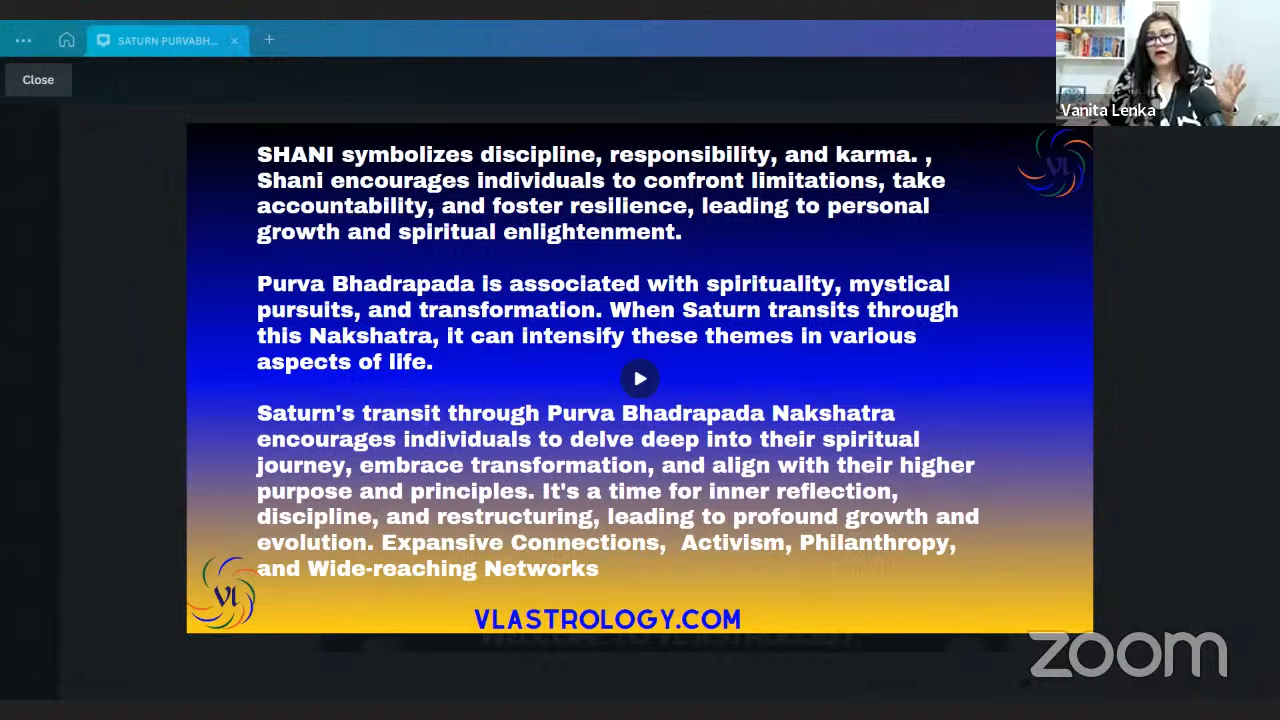 SATURN PURVABH...
Close
Vanita Lenka
SHANI symbolizes discipline, responsibility, and karma. ,
Shani encourages individuals to confront limitations, take
accountability, and foster resilience, leading to personal
growth and spiritual enlightenment.
Purva Bhadrapada is associated with spirituality, mystical
pursuits, and transformation. When Saturn transits through
this Nakshatra, it can intensify these themes in various
aspects of life.
Saturn's transit through Purva Bhadrapada Nakshatra
encourages individuals to delve deep into their spiritual
journey, embrace transformation, and align with their higher
purpose and principles. It's a time for inner reflection,
discipline, and restructuring, leading to profound growth and
evolution. Expansive Connections,  Activism, Philanthropy,
and Wide-reaching Networks
VL
VL
VLASTROLOGY.COM
zoom